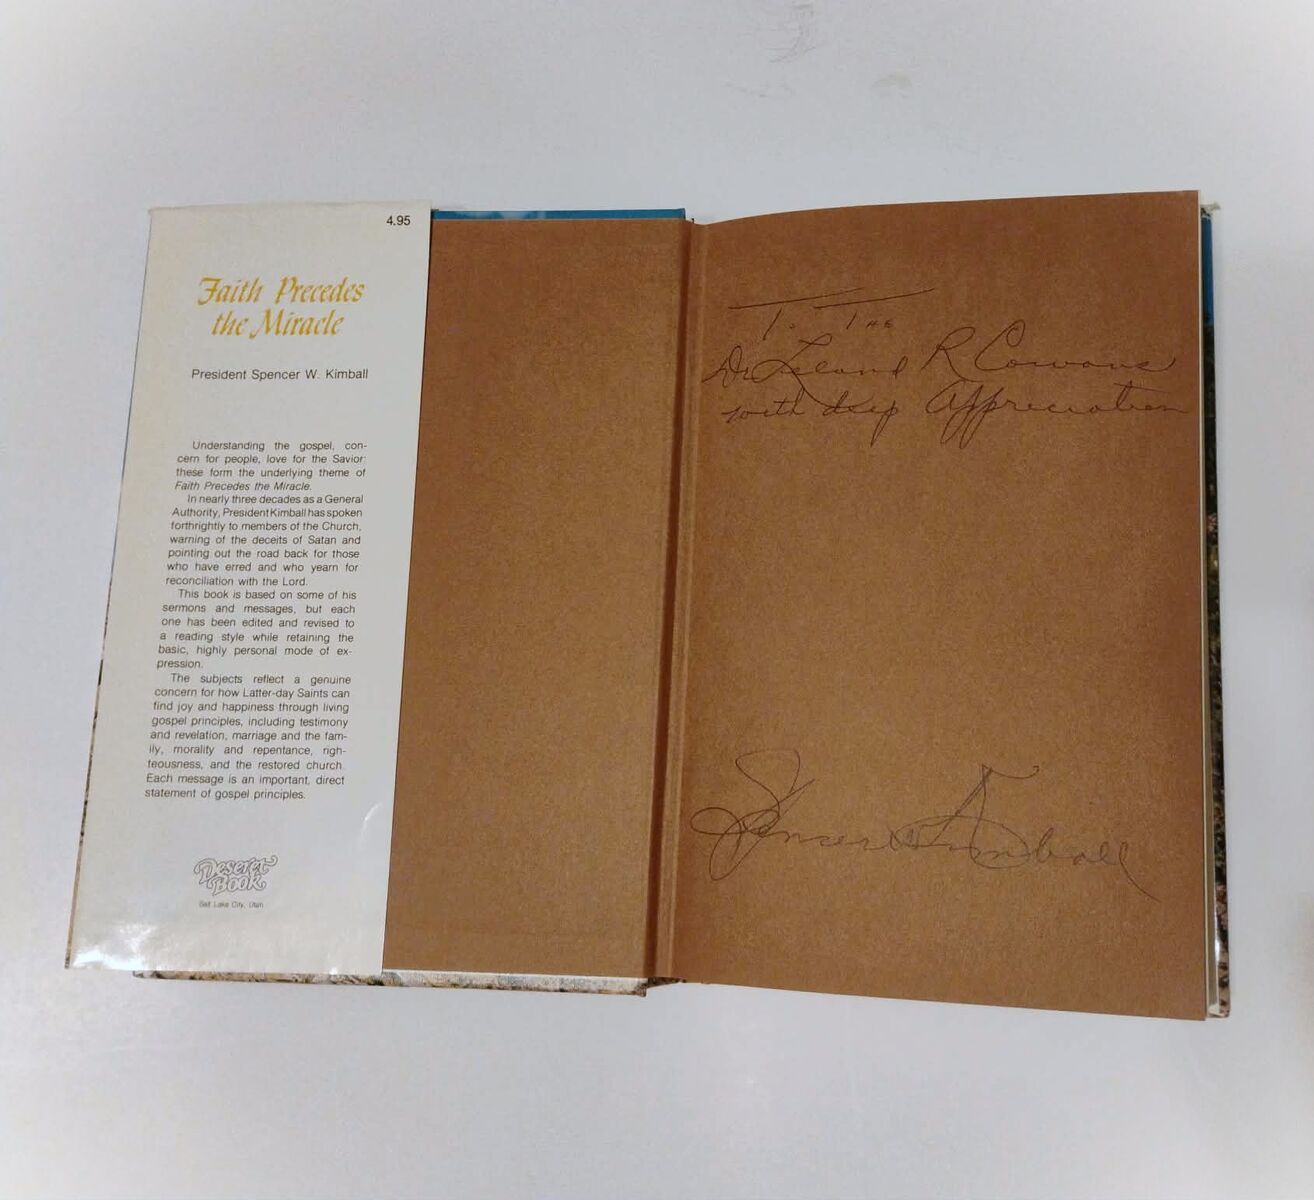 4.95
Faith Precedes
the Miracle
President Spencer W. Kimball
Understanding the gospel, con-
cern for people, love for the Savior:
these form the underlying theme of
Faith Precedes the Miracle.
In nearly three decades as a General
Authority, President Kimball has spoken
forthrightly to members of the Church,
warning of the deceits of Satan and
pointing out the road back for those
who have erred and who yearn for
reconciliation with the Lord.
This book is based on some of his
sermons and messages, but each
one has been edited and revised to
a reading style while retaining the
basic, highly personal mode of ex-
pression.
The subjects reflect a genuine
concern for how Latter-day Saints can
find joy and happiness through living
gospel principles, including testimony
and revelation, marriage and the fam-
ily, morality and repentance, righ-
teousness, and the restored church.
Each message is an important, direct
statement of gospel principles.
Deseret
Book
Salt Lake City, Utah
To The
Dr Leland R Cowans
with deep Appreciation
Spencer W Kimball